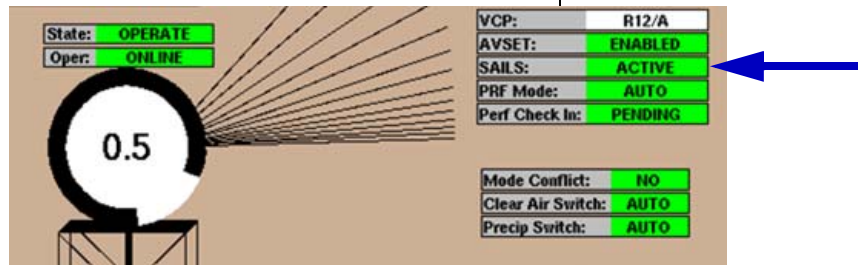 State: OPERATE
Oper: ONLINE
0.5
VCP: R12/A
AVSET: ENABLED
SAILS: ACTIVE
PRF Mode: AUTO
Perf Check In: PENDING
Mode Conflict: NO
Clear Air Switch: AUTO
Precip Switch: AUTO